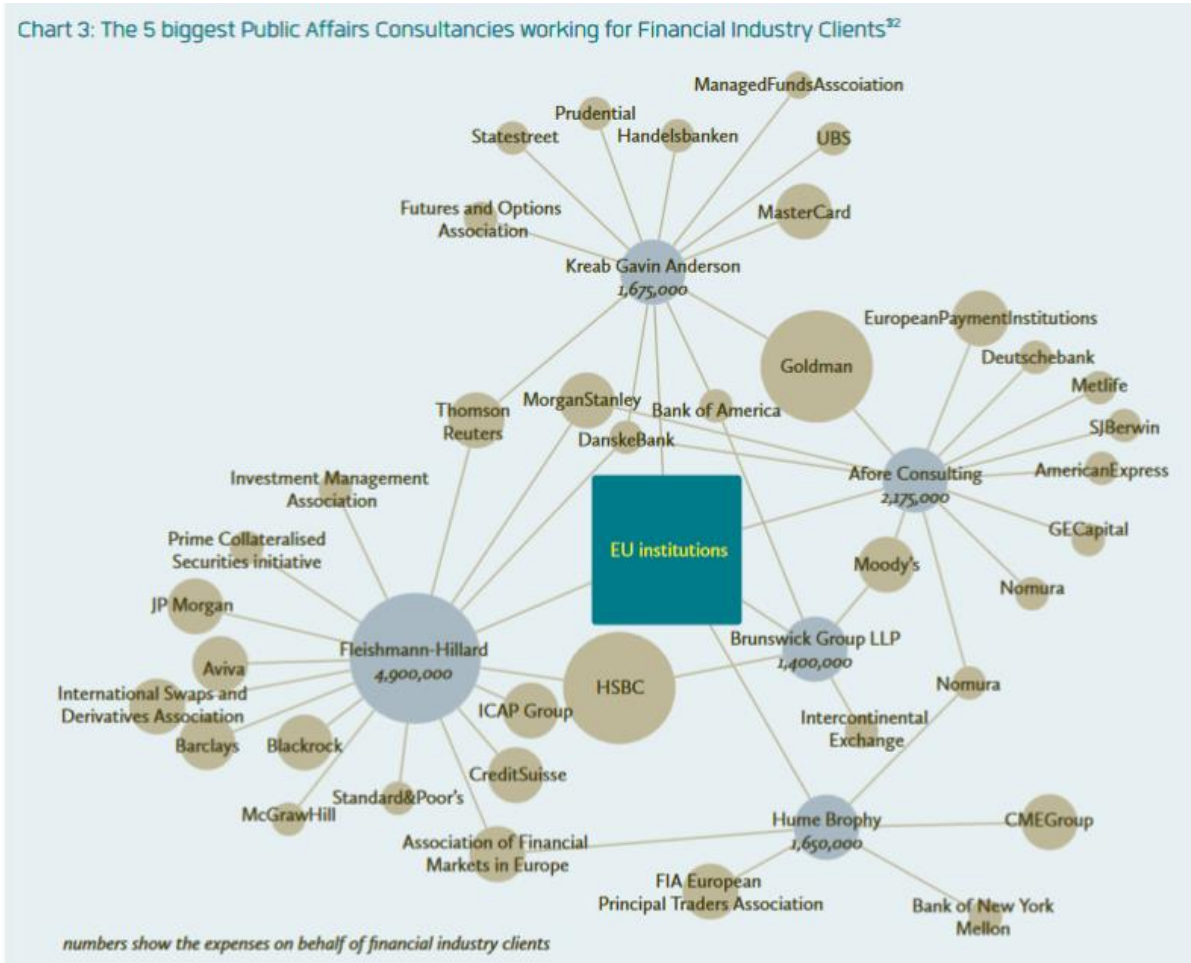 Chart 3: The 5 biggest Public Affairs Consultancies working for Financial Industry Clients³²
ManagedFundsAsscoiation
Prudential
Statestreet
Handelsbanken
UBS
Futures and Options
Association
MasterCard
Kreab Gavin Anderson
1,675,000
EuropeanPaymentInstitutions
Goldman
Deutschebank
Metlife
MorganStanley
Bank of America
Thomson
Reuters
DanskeBank
SJBerwin
Afore Consulting
2,175,000
AmericanExpress
Investment Management
Association
GECapital
Prime Collateralised
Securities initiative
EU institutions
Moody's
Nomura
JP Morgan
Fleishmann-Hillard
4,900,000
Brunswick Group LLP
1,400,000
Aviva
HSBC
Nomura
International Swaps and
Derivatives Association
ICAP Group
Intercontinental
Exchange
Barclays
Blackrock
CreditSuisse
Standard&Poor's
McGrawHill
Hume Brophy
1,650,000
CMEGroup
Association of Financial
Markets in Europe
FIA European
Principal Traders Association
Bank of New York
Mellon
numbers show the expenses on behalf of financial industry clients